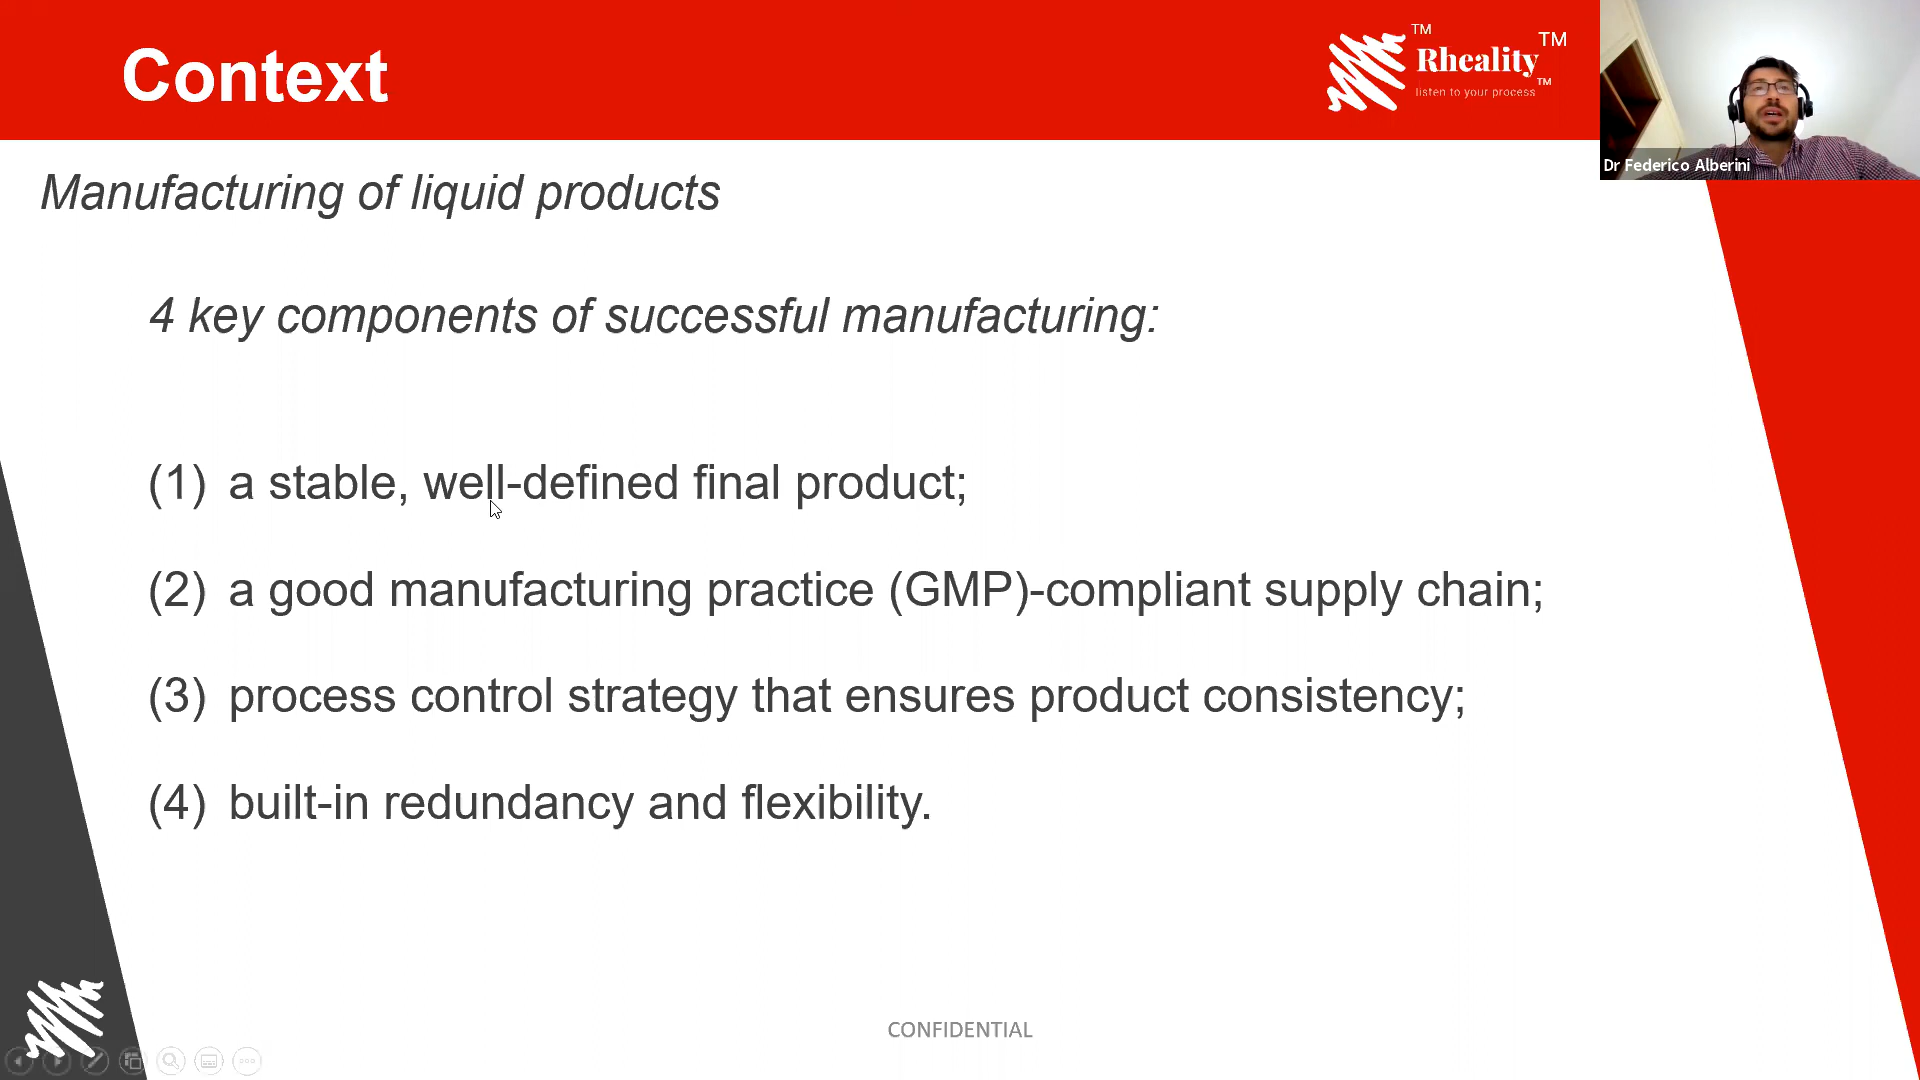 Context
TM
Rheality TM
listen to your process TM
Dr Federico Alberini
Manufacturing of liquid products
4 key components of successful manufacturing:
(1) a stable, well-defined final product;
(2) a good manufacturing practice (GMP)-compliant supply chain;
(3) process control strategy that ensures product consistency;
(4) built-in redundancy and flexibility.
CONFIDENTIAL